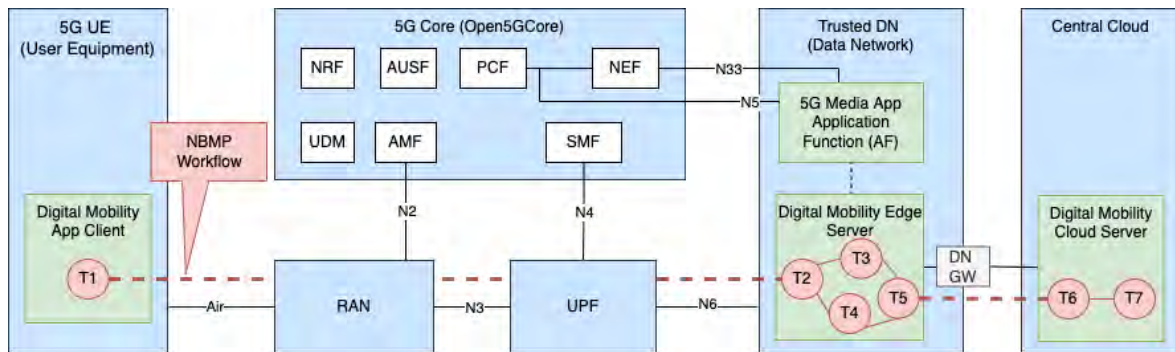 5G UE
(User Equipment)
5G Core (Open5GCore)
Trusted DN
(Data Network)
Central Cloud
NRF
AUSF
PCF
NEF
N33
N5
5G Media App
Application
Function (AF)
NBMP
Workflow
UDM
AMF
SMF
N2
N4
Digital Mobility
App Client
Digital Mobility Edge
Server
Digital Mobility
Cloud Server
T1
T2
T3
T4
T5
DN
GW
T6
T7
Air
RAN
N3
UPF
N6